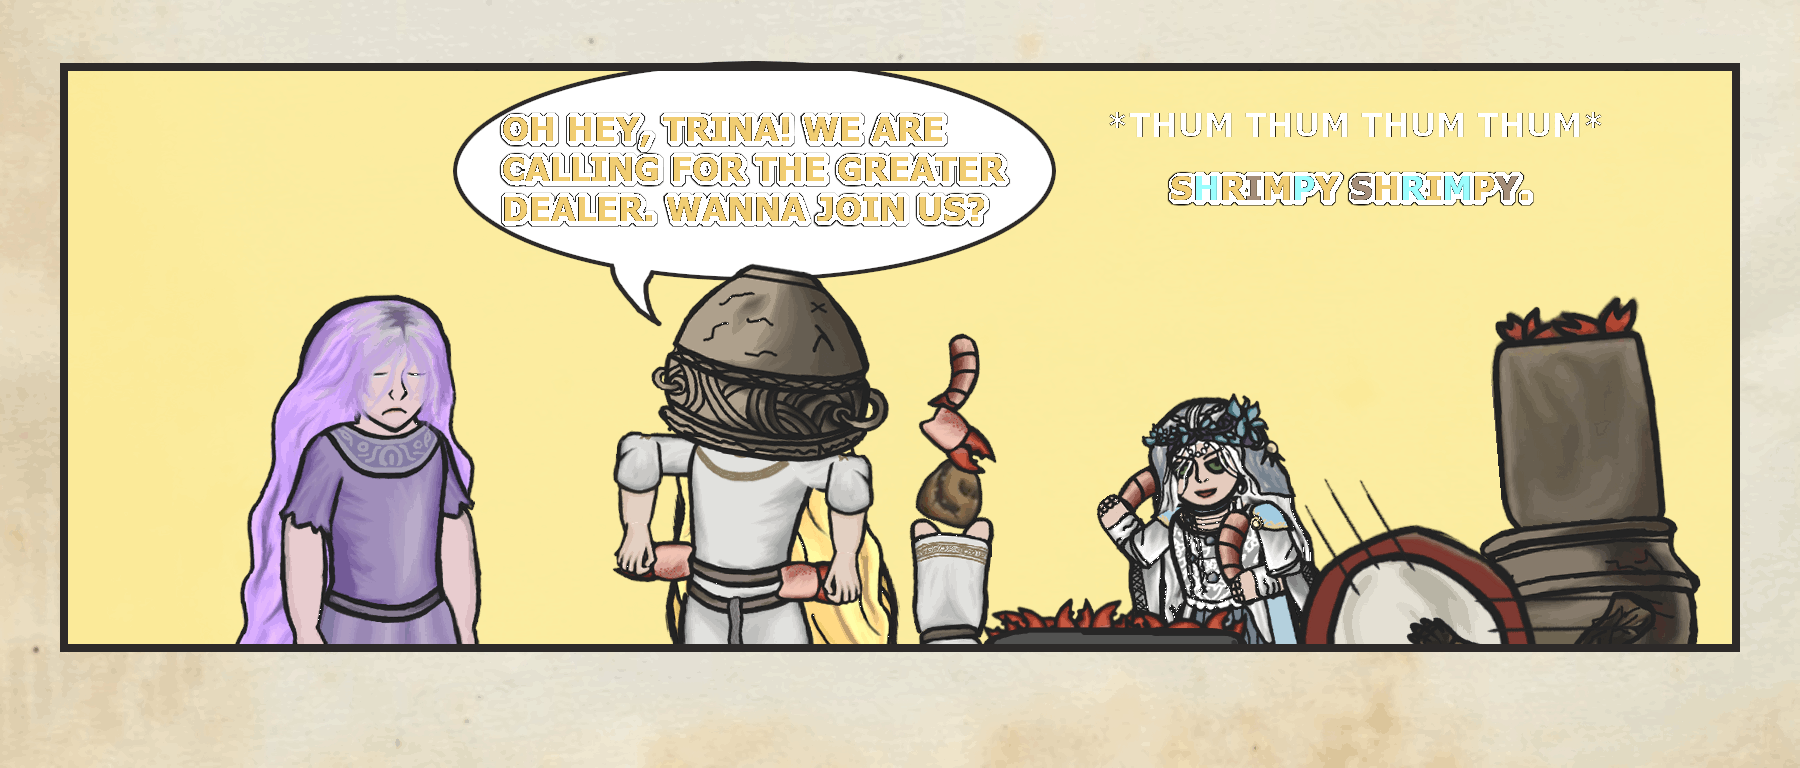 OH HEY, TRINA! WE ARE
CALLING FOR THE GREATER
DEALER. WANNA JOIN US?
*THUM THUM THUM THUM*
SHRIMPY SHRIMPY.